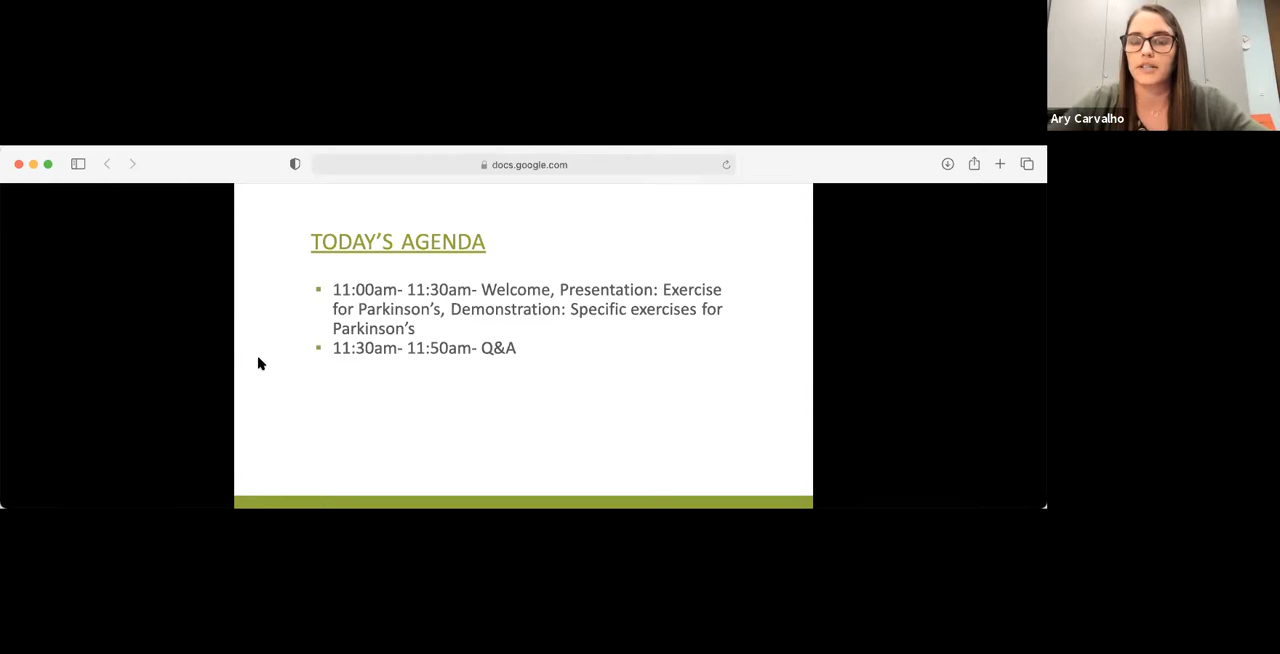 Ary Carvalho
docs.google.com
TODAY’S AGENDA
11:00am- 11:30am- Welcome, Presentation: Exercise
for Parkinson’s, Demonstration: Specific exercises for
Parkinson’s
11:30am- 11:50am- Q&A